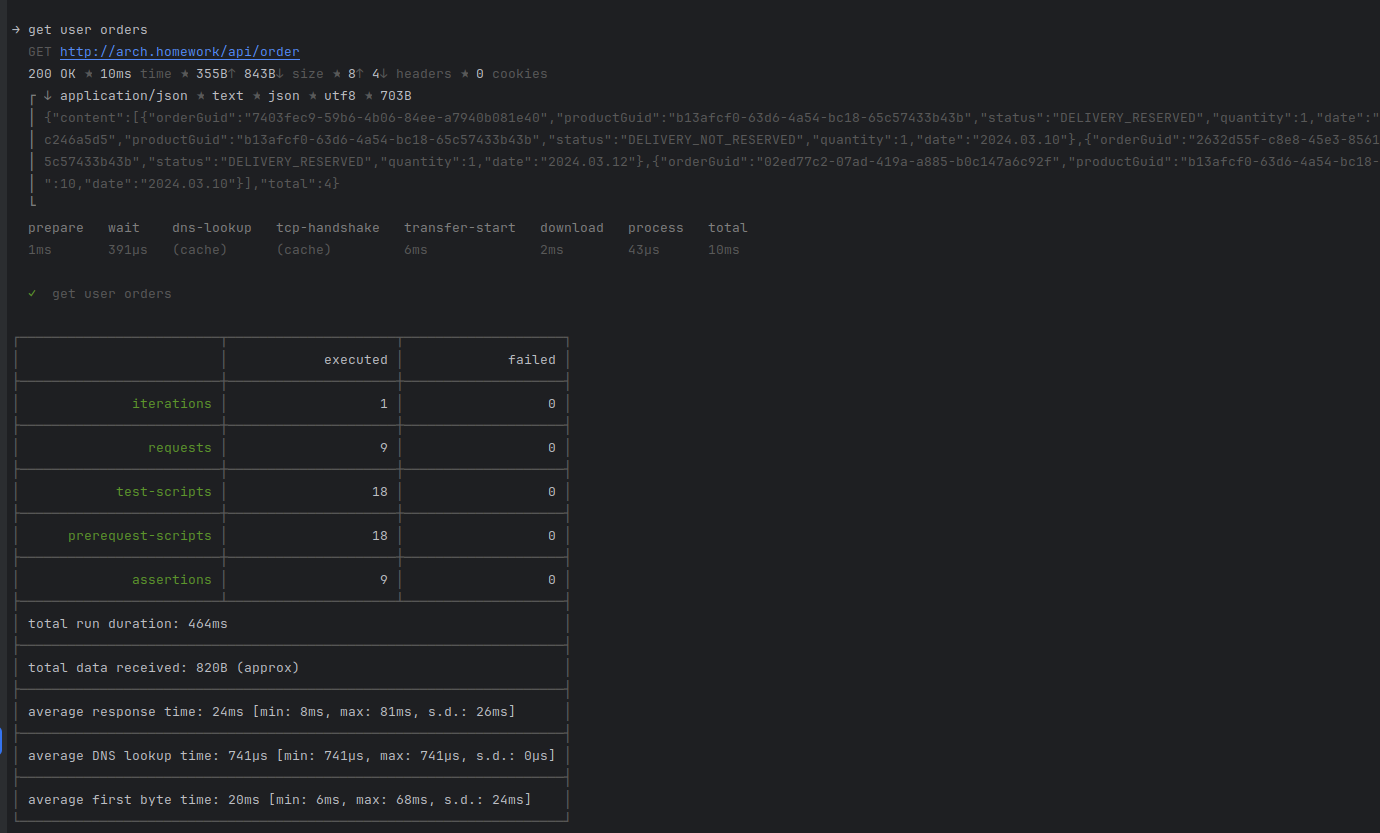 → get user orders
GET http://arch.homework/api/order
200 OK ★ 10ms time ★ 355B↑ 843B↓ size ★ 8↑ 4↓ headers ★ 0 cookies
┌ ↓ application/json ★ text ★ json ★ utf8 ★ 703B
│ {"content":[{"orderGuid":"7403fec9-59b6-4b06-84ee-a7940b081e40","productGuid":"b13afcf0-63d6-4a54-bc18-65c57433b43b","status":"DELIVERY_RESERVED","quantity":1,"date":"
│ c246a5d5","productGuid":"b13afcf0-63d6-4a54-bc18-65c57433b43b","status":"DELIVERY_NOT_RESERVED","quantity":1,"date":"2024.03.10"},{"orderGuid":"2632d55f-c8e8-45e3-8561
│ 5c57433b43b","status":"DELIVERY_RESERVED","quantity":1,"date":"2024.03.12"},{"orderGuid":"02ed77c2-07ad-419a-a885-b0c147a6c92f","productGuid":"b13afcf0-63d6-4a54-bc18-
│ ":10,"date":"2024.03.10"}],"total":4}
└
prepare wait dns-lookup tcp-handshake transfer-start download process total
1ms 391µs (cache) (cache) 6ms 2ms 43µs 10ms
✓ get user orders
executed failed
iterations 1 0
requests 9 0
test-scripts 18 0
prerequest-scripts 18 0
assertions 9 0
total run duration: 464ms
total data received: 820B (approx)
average response time: 24ms [min: 8ms, max: 81ms, s.d.: 26ms]
average DNS lookup time: 741µs [min: 741µs, max: 741µs, s.d.: 0µs]
average first byte time: 20ms [min: 6ms, max: 68ms, s.d.: 24ms]